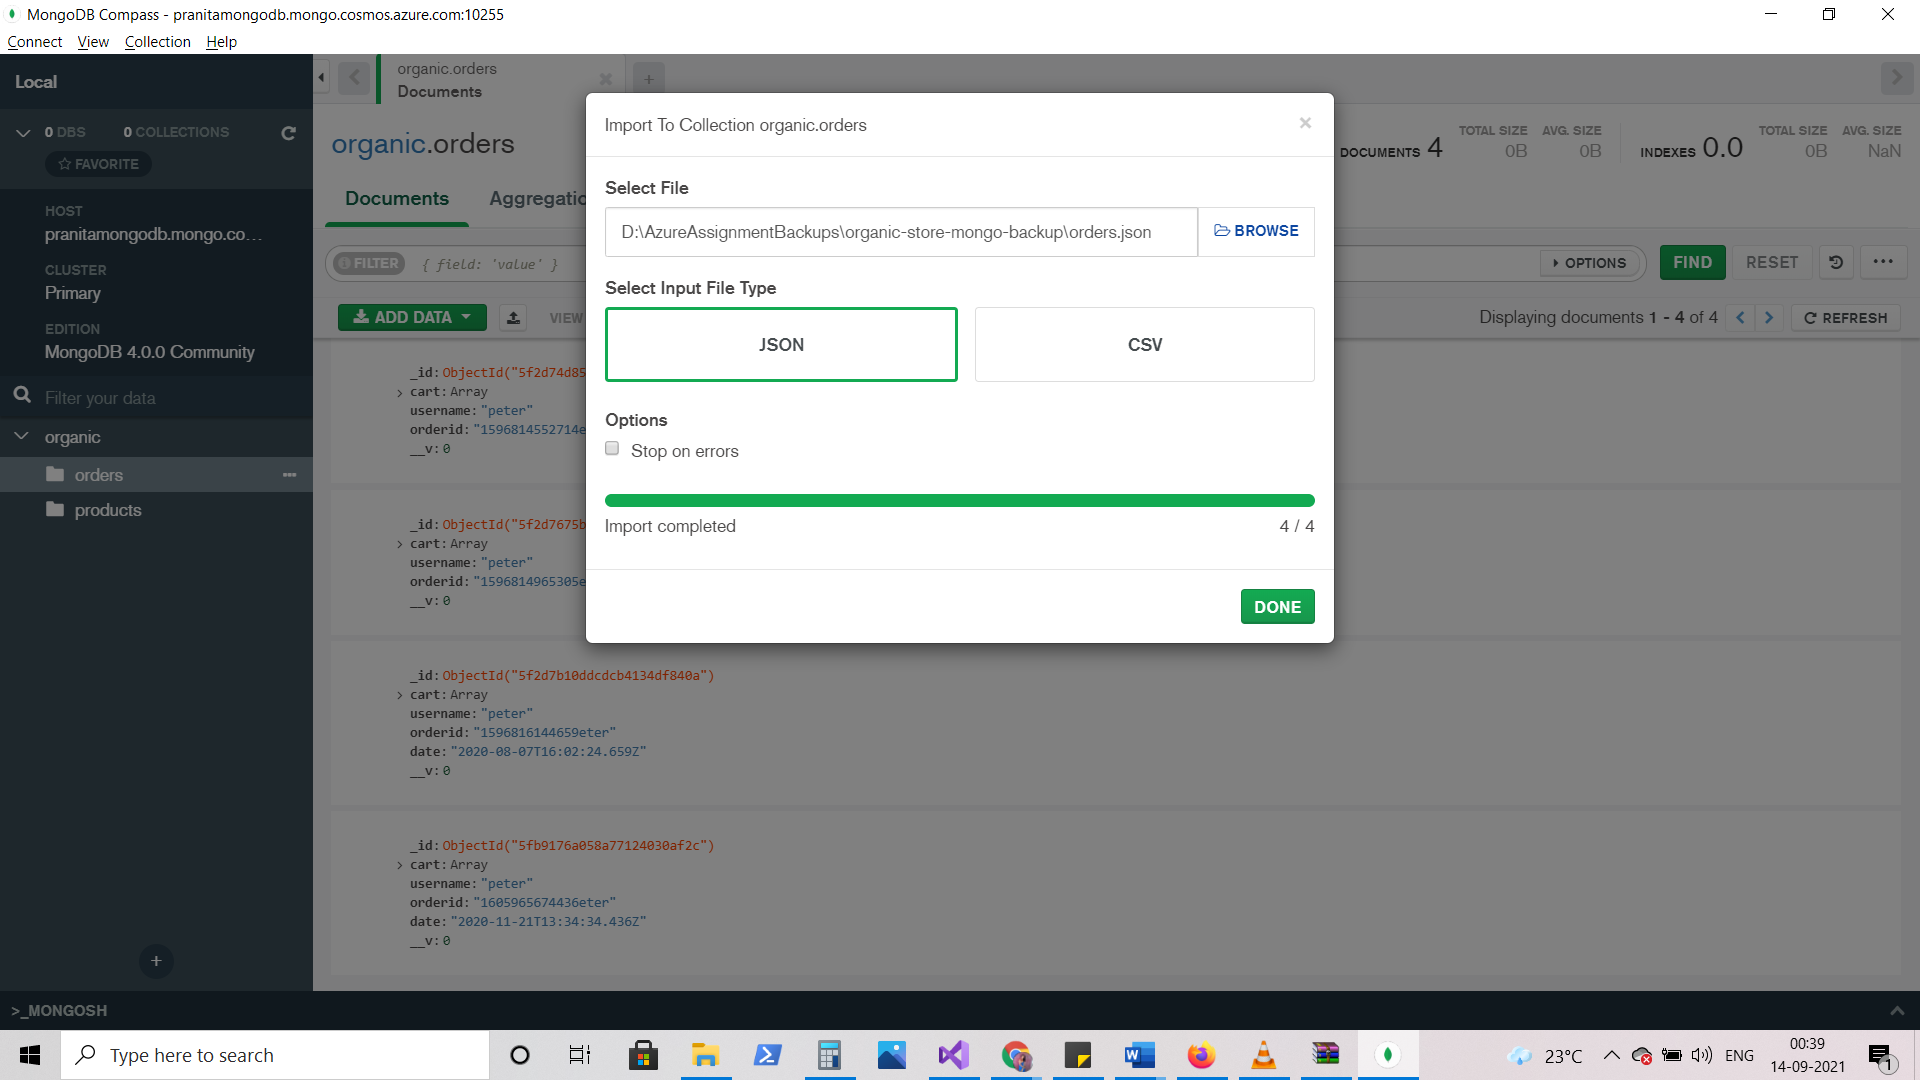 MongoDB Compass - pranitamongodb.mongo.cosmos.azure.com:10255
Connect View Collection Help
Local
0 DBS 0 COLLECTIONS
FAVORITE
HOST
pranitamongodb.mongo.co...
CLUSTER
Primary
EDITION
MongoDB 4.0.0 Community
Filter your data
organic
orders
products
>_MONGOSH
organic.orders
Documents
organic.orders
DOCUMENTS 4
TOTAL SIZE AVG. SIZE
0B 0B
INDEXES 0.0
TOTAL SIZE AVG. SIZE
0B NaN
Documents Aggregatio
FILTER { field: 'value' }
OPTIONS FIND RESET
ADD DATA VIEW
Displaying documents 1 - 4 of 4 REFRESH
_id: ObjectId("5f2d74d85
cart: Array
username: "peter"
orderid: "1596814552714e
__v: 0
_id: ObjectId("5f2d7675b
cart: Array
username: "peter"
orderid: "1596814965305e
__v: 0
_id: ObjectId("5f2d7b10ddcdcb4134df840a")
cart: Array
username: "peter"
orderid: "1596816144659eter"
date: "2020-08-07T16:02:24.659Z"
__v: 0
_id: ObjectId("5fb9176a058a77124030af2c")
cart: Array
username: "peter"
orderid: "1605965674436eter"
date: "2020-11-21T13:34:34.436Z"
__v: 0
Import To Collection organic.orders
Select File
D:\AzureAssignmentBackups\organic-store-mongo-backup\orders.json
BROWSE
Select Input File Type
JSON CSV
Options
Stop on errors
Import completed 4 / 4
DONE
Type here to search
23°C ENG
00:39
14-09-2021
1